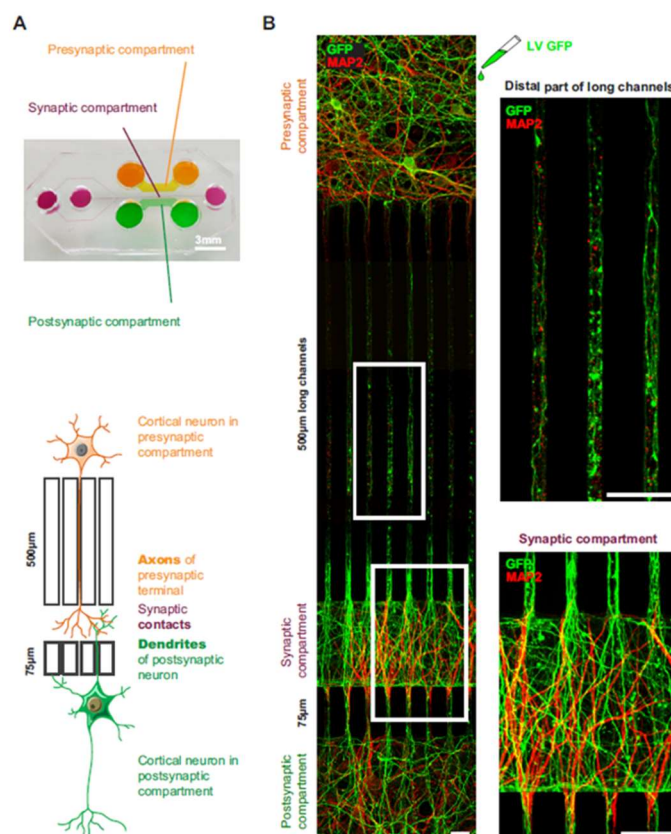 A
Presynaptic compartment
Synaptic compartment
3mm
Postsynaptic compartment
Cortical neuron in
presynaptic
compartment
500µm
Axons of
presynaptic
terminal
Synaptic
contacts
75µm
Dendrites
of postsynaptic
neuron
Cortical neuron in
postsynaptic
compartment
B
GFP
MAP2
LV GFP
Presynaptic
compartment
500µm long channels
Synaptic
compartment
75µm
Postsynaptic
compartment
Distal part of long channels
GFP
MAP2
Synaptic compartment
GFP
MAP2